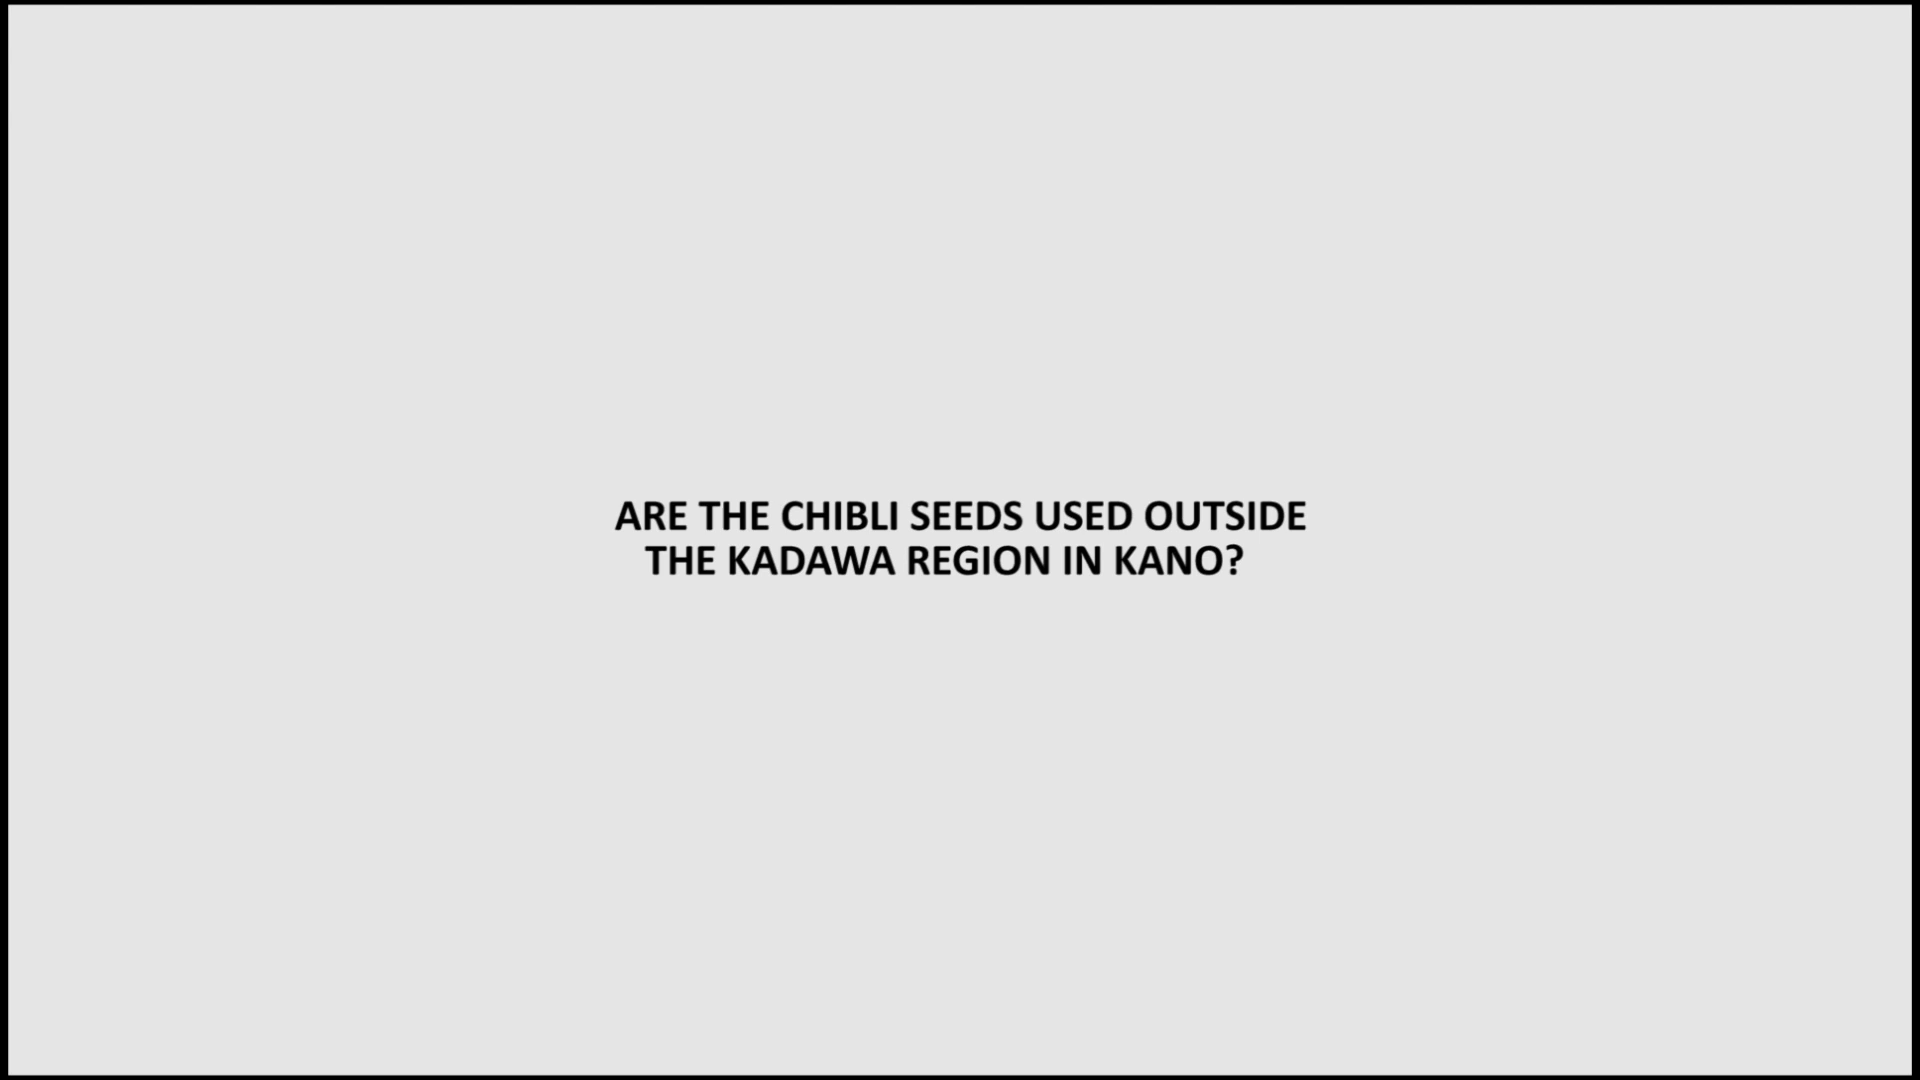 ARE THE CHIBLI SEEDS USED OUTSIDE
THE KADAWA REGION IN KANO?